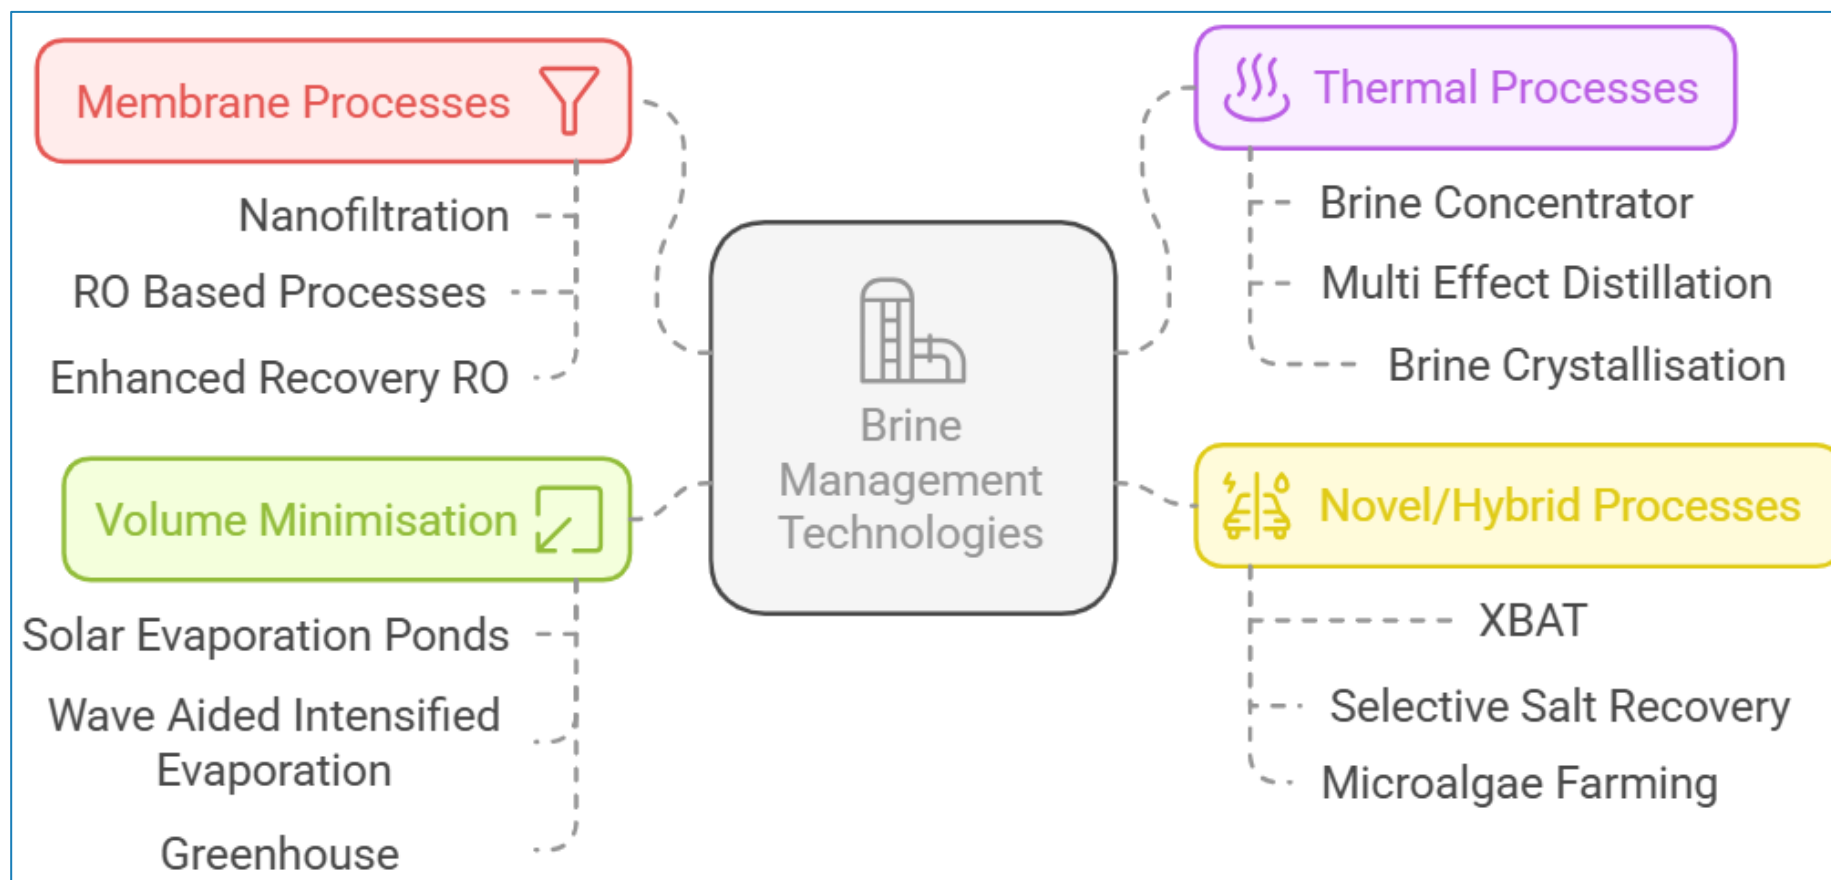 Membrane Processes
Nanofiltration
RO Based Processes
Enhanced Recovery RO
Volume Minimisation
Solar Evaporation Ponds
Wave Aided Intensified
Evaporation
Greenhouse
Brine
Management
Technologies
Thermal Processes
Brine Concentrator
Multi Effect Distillation
Brine Crystallisation
Novel/Hybrid Processes
XBAT
Selective Salt Recovery
Microalgae Farming